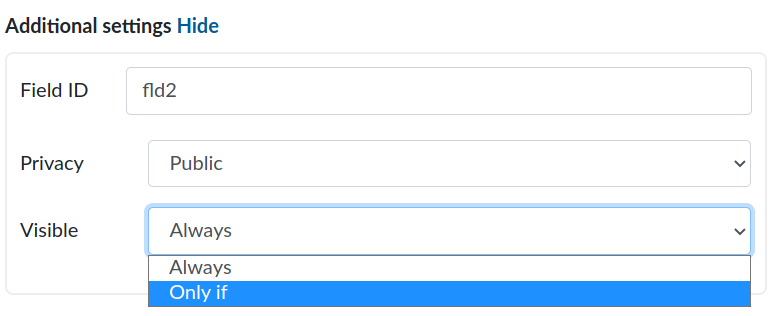 Additional settings Hide
Field ID fld2
Privacy Public
Visible Always
Always
Only if